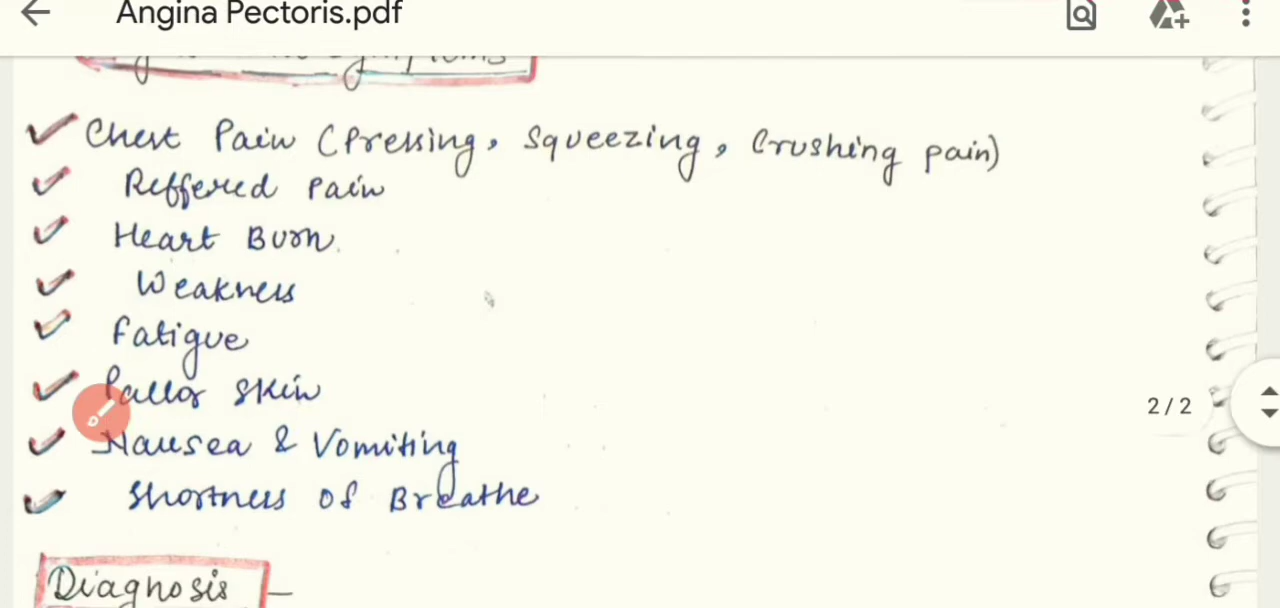 Angina Pectoris.pdf
Chest Pain (Pressing, Squeezing, Crushing pain)
Reffered Pain
Heart Burn.
Weakness
Fatigue
Pallor Skin
Nausea & Vomiting
Shortness of Breathe
2 / 2
Diagnosis —